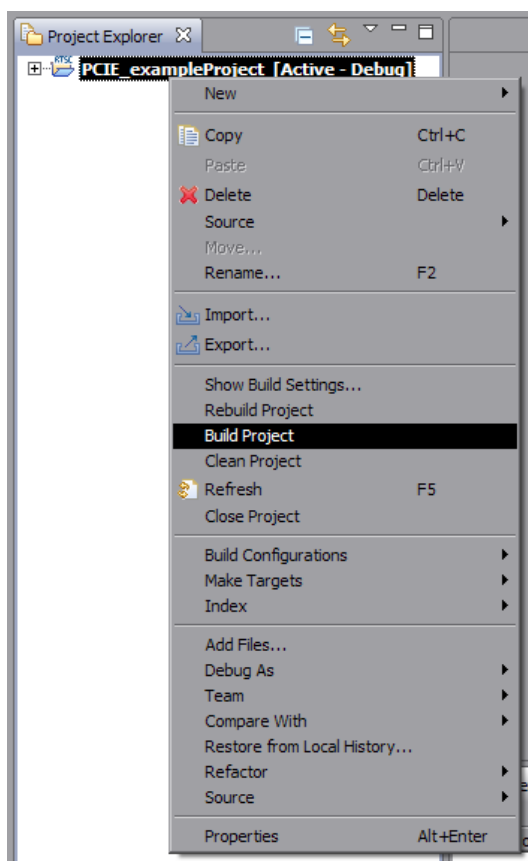 Project Explorer
RTSC
PCIE_exampleProject [Active - Debug]
New
Copy Ctrl+C
Paste Ctrl+V
Delete Delete
Source
Move...
Rename... F2
Import...
Export...
Show Build Settings...
Rebuild Project
Build Project
Clean Project
Refresh F5
Close Project
Build Configurations
Make Targets
Index
Add Files...
Debug As
Team
Compare With
Restore from Local History...
Refactor
Source
Properties Alt+Enter